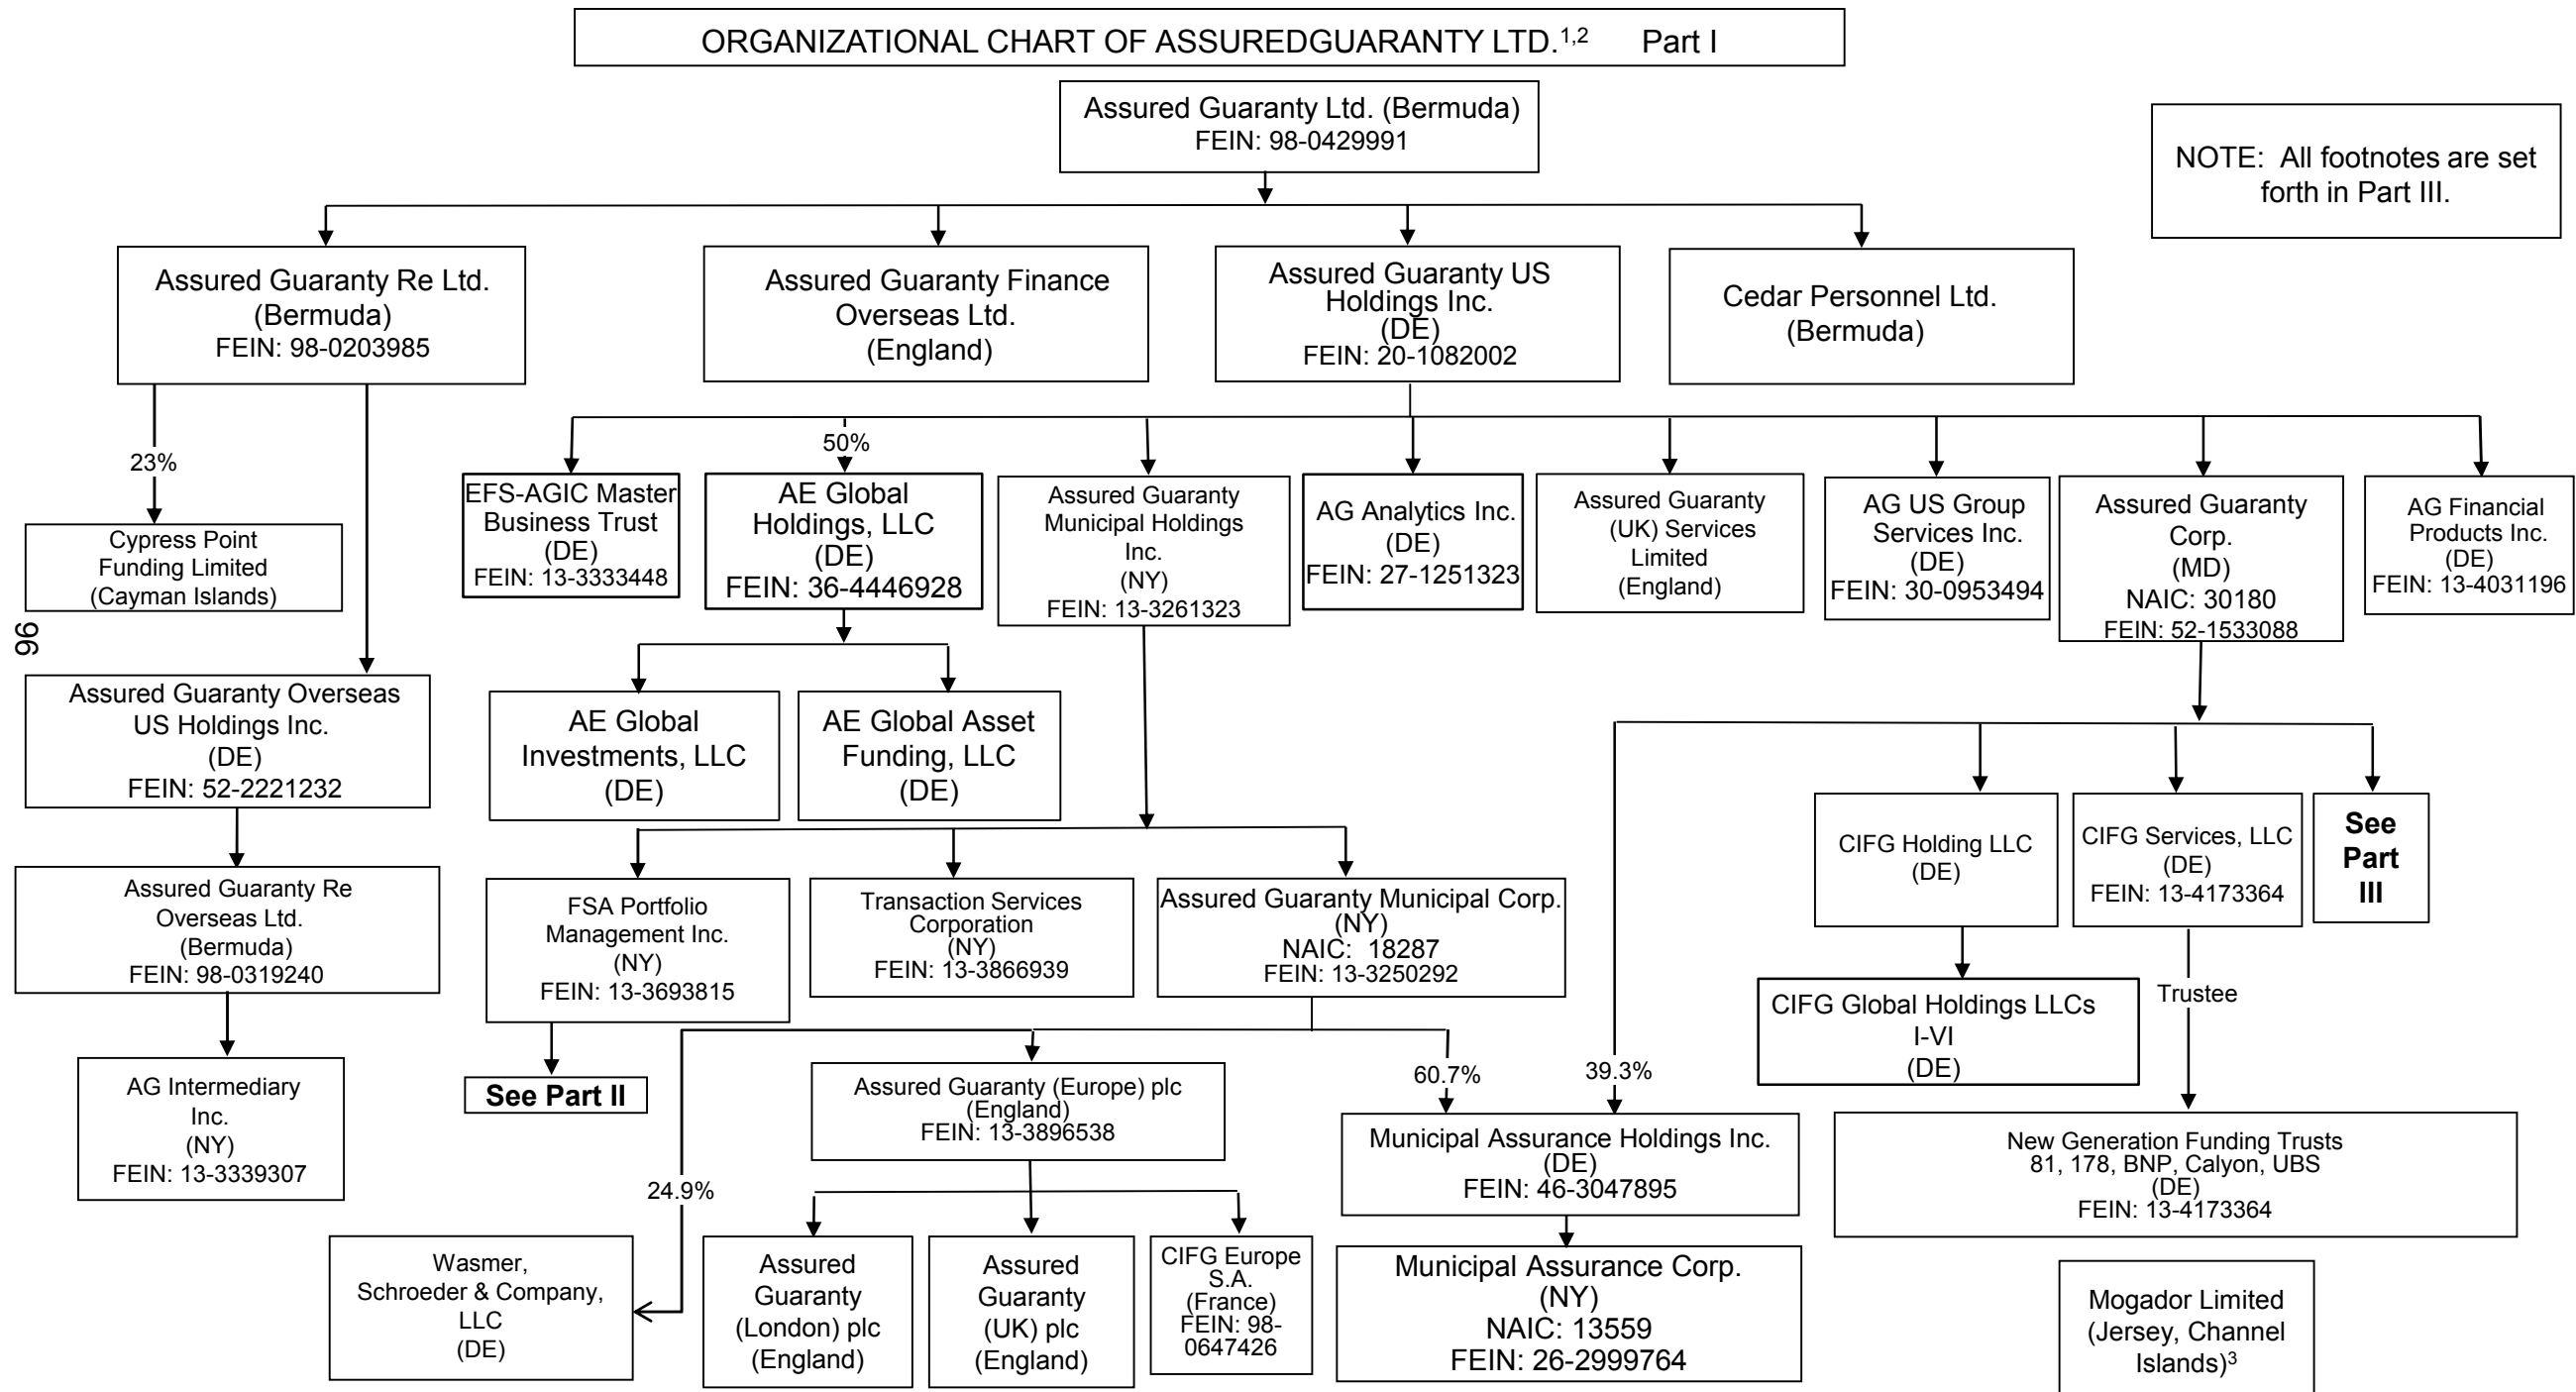 ORGANIZATIONAL CHART OF ASSUREDGUARANTY LTD.1,2 Part I
Assured Guaranty Ltd. (Bermuda)
FEIN: 98-0429991
NOTE: All footnotes are set
forth in Part III.
Assured Guaranty Re Ltd.
(Bermuda)
FEIN: 98-0203985
Assured Guaranty Finance
Overseas Ltd.
(England)
Assured Guaranty US
Holdings Inc.
(DE)
FEIN: 20-1082002
Cedar Personnel Ltd.
(Bermuda)
23%
50%
Cypress Point
Funding Limited
(Cayman Islands)
EFS-AGIC Master
Business Trust
(DE)
FEIN: 13-3333448
AE Global
Holdings, LLC
(DE)
FEIN: 36-4446928
Assured Guaranty
Municipal Holdings
Inc.
(NY)
FEIN: 13-3261323
AG Analytics Inc.
(DE)
FEIN: 27-1251323
Assured Guaranty
(UK) Services
Limited
(England)
AG US Group
Services Inc.
(DE)
FEIN: 30-0953494
Assured Guaranty
Corp.
(MD)
NAIC: 30180
FEIN: 52-1533088
AG Financial
Products Inc.
(DE)
FEIN: 13-4031196
96
Assured Guaranty Overseas
US Holdings Inc.
(DE)
FEIN: 52-2221232
AE Global
Investments, LLC
(DE)
AE Global Asset
Funding, LLC
(DE)
CIFG Holding LLC
(DE)
CIFG Services, LLC
(DE)
FEIN: 13-4173364
See
Part
III
Assured Guaranty Re
Overseas Ltd.
(Bermuda)
FEIN: 98-0319240
FSA Portfolio
Management Inc.
(NY)
FEIN: 13-3693815
Transaction Services
Corporation
(NY)
FEIN: 13-3866939
Assured Guaranty Municipal Corp.
(NY)
NAIC: 18287
FEIN: 13-3250292
CIFG Global Holdings LLCs
I-VI
(DE)
Trustee
AG Intermediary
Inc.
(NY)
FEIN: 13-3339307
See Part II
Assured Guaranty (Europe) plc
(England)
FEIN: 13-3896538
60.7%
39.3%
24.9%
Municipal Assurance Holdings Inc.
(DE)
FEIN: 46-3047895
New Generation Funding Trusts
81, 178, BNP, Calyon, UBS
(DE)
FEIN: 13-4173364
Wasmer,
Schroeder & Company,
LLC
(DE)
Assured
Guaranty
(London) plc
(England)
Assured
Guaranty
(UK) plc
(England)
CIFG Europe
S.A.
(France)
FEIN: 98-
0647426
Municipal Assurance Corp.
(NY)
NAIC: 13559
FEIN: 26-2999764
Mogador Limited
(Jersey, Channel
Islands)3